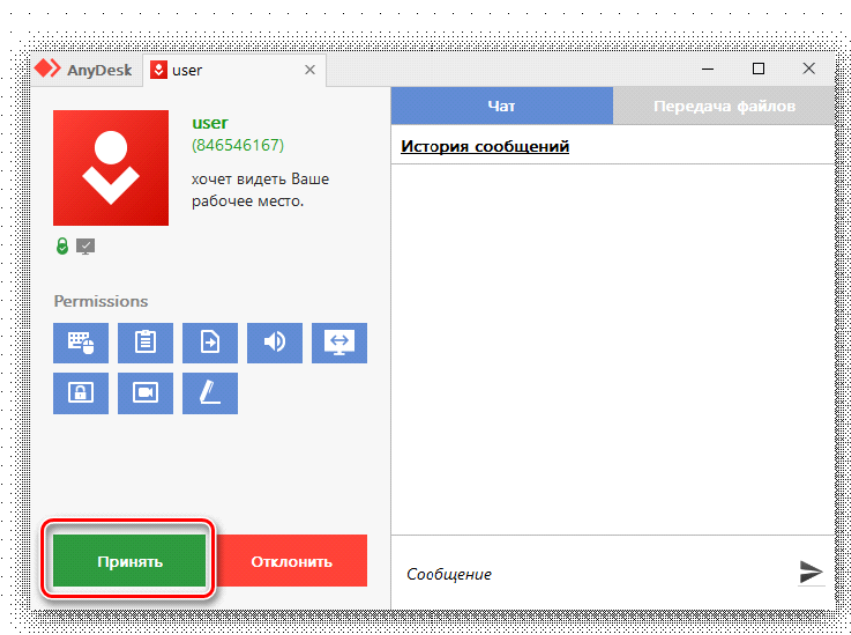 AnyDesk
user
user
(846546167)
хочет видеть Ваше
рабочее место.
Permissions
Принять
Отклонить
Чат
Передача файлов
История сообщений
Сообщение